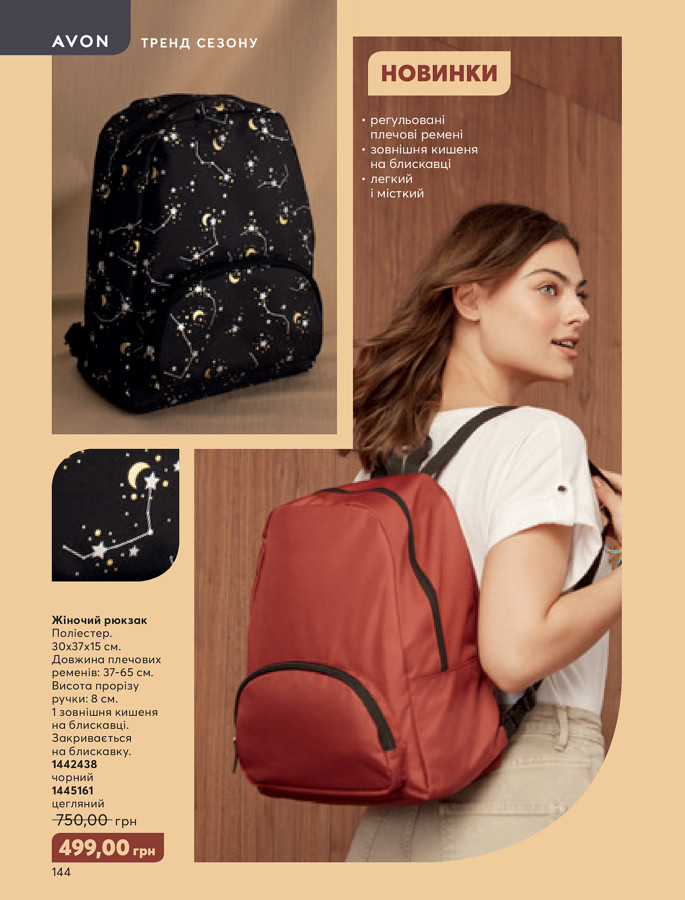 AVON
ТРЕНД СЕЗОНУ
НОВИНКИ
• регульовані
плечові ремені
• зовнішня кишеня
на блискавці
• легкий
і місткий
Жіночий рюкзак
Поліестер.
30х37х15 см.
Довжина плечових
ременів: 37-65 см.
Висота прорізу
ручки: 8 см.
1 зовнішня кишеня
на блискавці.
Закривається
на блискавку.
1442438
чорний
1445161
цегляний
750,00 грн
499,00 грн
144